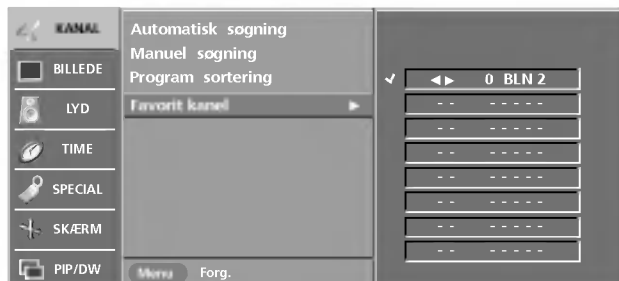 KANAL
BILLEDE
LYD
TIME
SPECIAL
SKÆRM
PIP/DW
Automatisk søgning
Manuel søgning
Program sortering
Favorit kanel
Menu Forg.
✓ ◄► 0 BLN 2
- - - - - - -
- - - - - - -
- - - - - - -
- - - - - - -
- - - - - - -
- - - - - - -
- - - - - - -